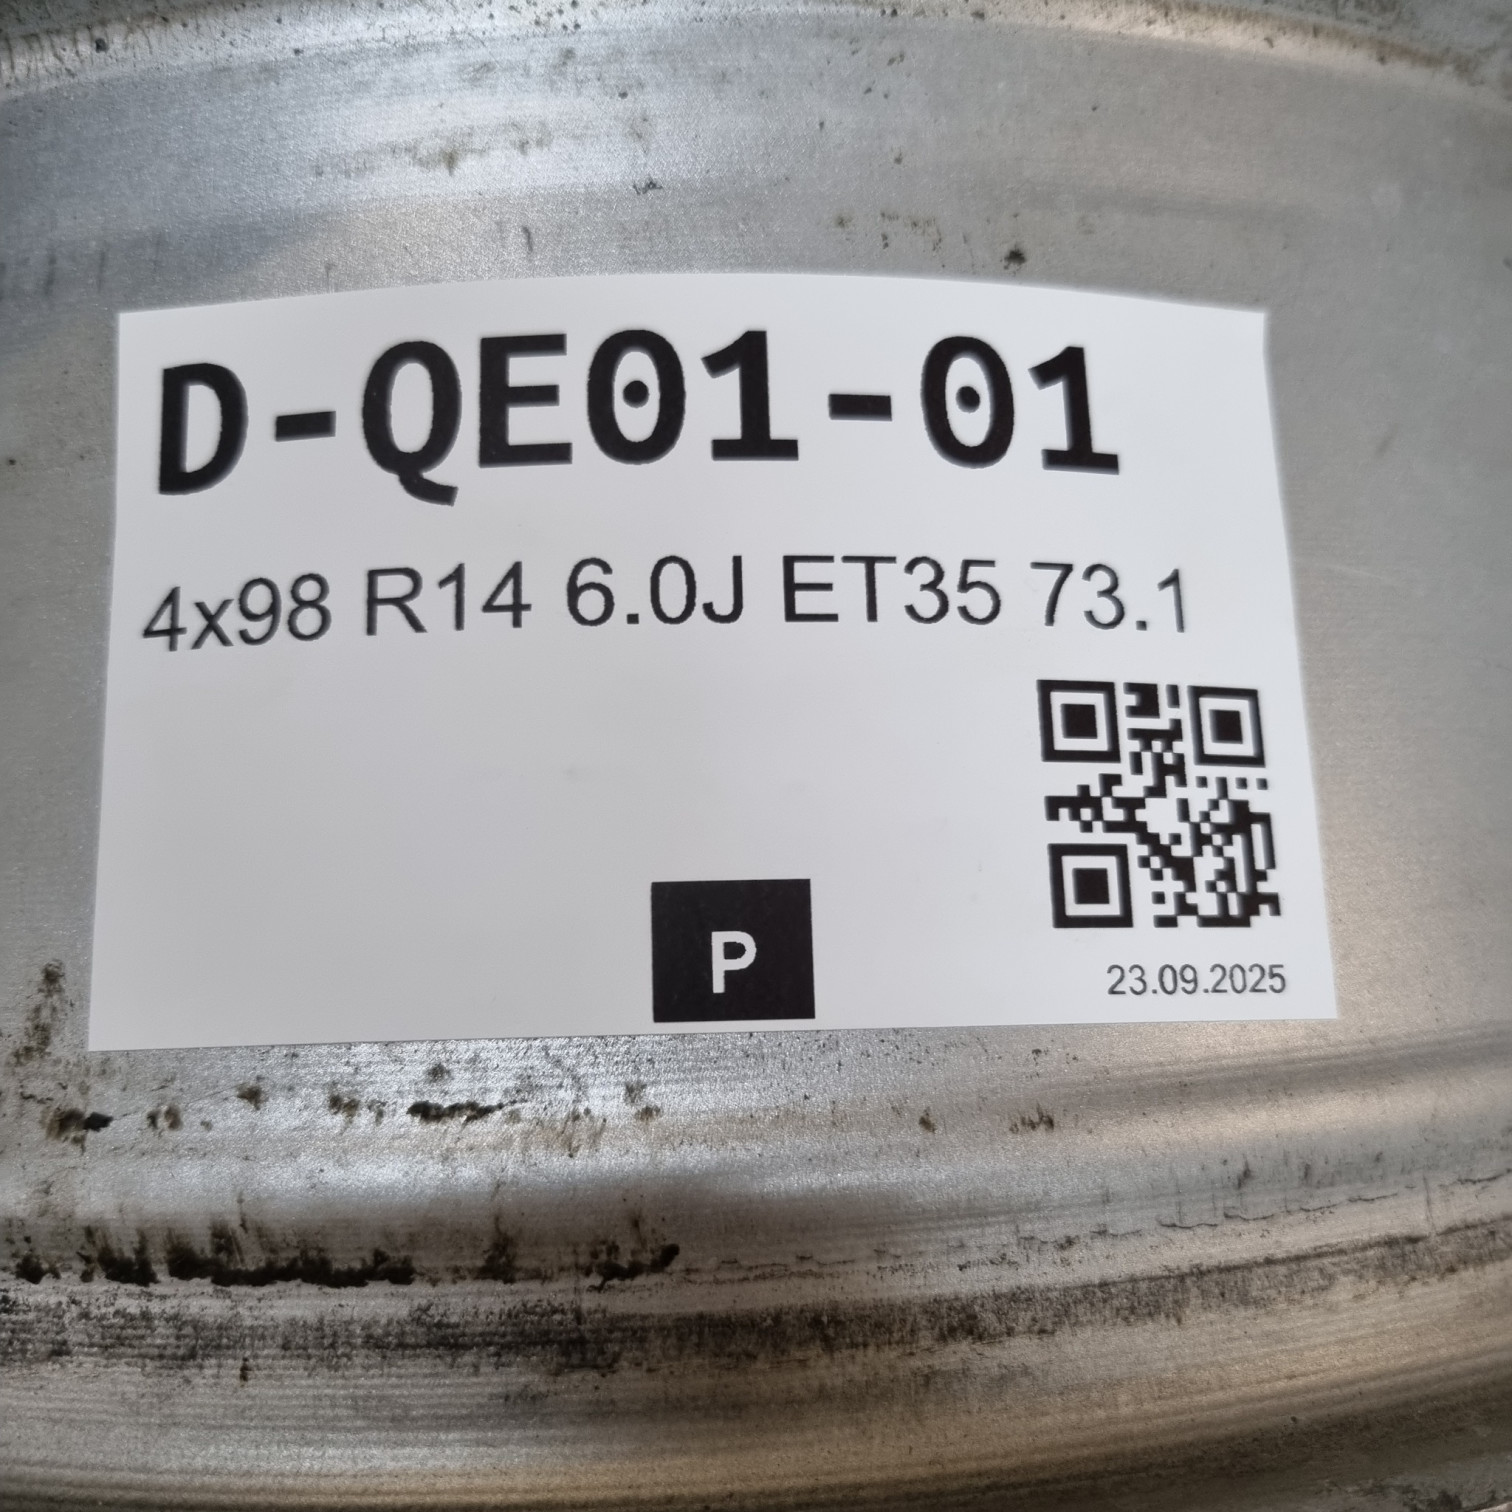 D-QE01-01
4x98 R14 6.0J ET35 73.1
P
23.09.2025